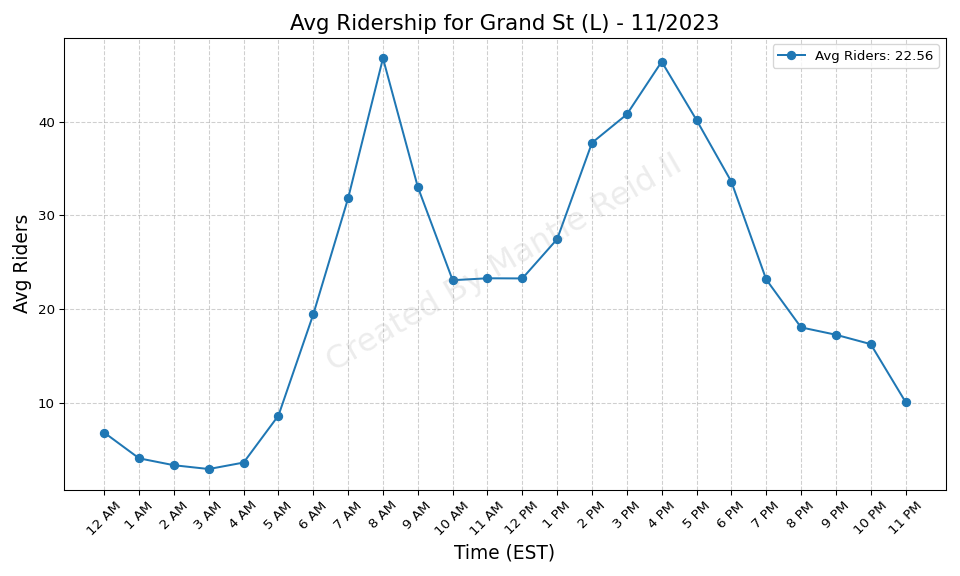 Avg Ridership for Grand St (L) - 11/2023
Avg Riders: 22.56
Avg Riders
40
30
20
10
Created By Mantie Reid II
12 AM
1 AM
2 AM
3 AM
4 AM
5 AM
6 AM
7 AM
8 AM
9 AM
10 AM
11 AM
12 PM
1 PM
2 PM
3 PM
4 PM
5 PM
6 PM
7 PM
8 PM
9 PM
10 PM
11 PM
Time (EST)